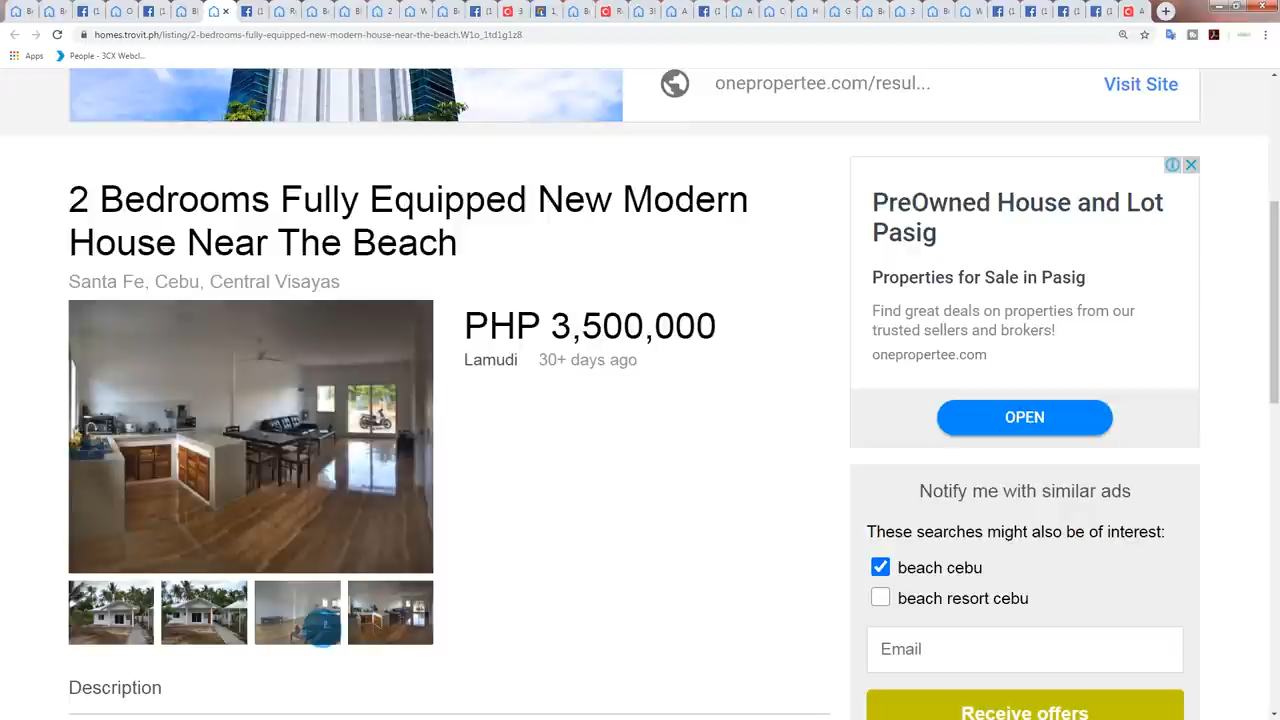 homes.trovit.ph/listing/2-bedrooms-fully-equipped-new-modern-house-near-the-beach.W1o_1td1g1z8
Apps
People - 3CX Webcl...
onepropertee.com/resul...
Visit Site
2 Bedrooms Fully Equipped New Modern
House Near The Beach
Santa Fe, Cebu, Central Visayas
PHP 3,500,000
Lamudi 30+ days ago
PreOwned House and Lot
Pasig
Properties for Sale in Pasig
Find great deals on properties from our
trusted sellers and brokers!
onepropertee.com
OPEN
Notify me with similar ads
These searches might also be of interest:
beach cebu
beach resort cebu
Email
Receive offers
Description